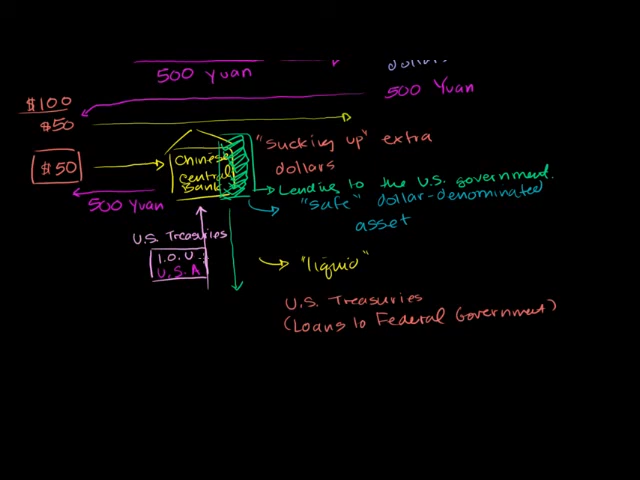 dollars
500 Yuan
500 Yuan
$100
$50
"sucking up" extra
dollars
$50
Chinese
Central
Bank
Lending to the U.S. government.
"safe" dollar-denominated
asset
500 Yuan
U.S. Treasuries
I.O.U
U.S.A
"liquid"
U.S. Treasuries
(Loans to Federal Government)